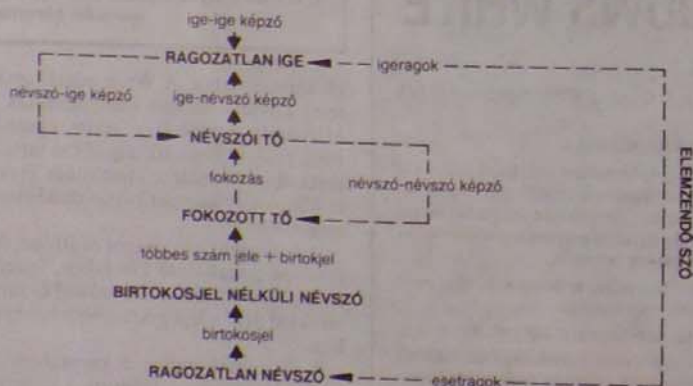 ige-ige képző
RAGOZATLAN IGE
igeragok
névszó-ige képző
ige-névszó képző
NÉVSZÓI TŐ
fokozás
névszó-névszó képző
FOKOZOTT TŐ
többes szám jele + birtokjel
BIRTOKOSJEL NÉLKÜLI NÉVSZÓ
birtokosjel
RAGOZATLAN NÉVSZÓ
esetragok
ELEMZENDŐ SZÓ